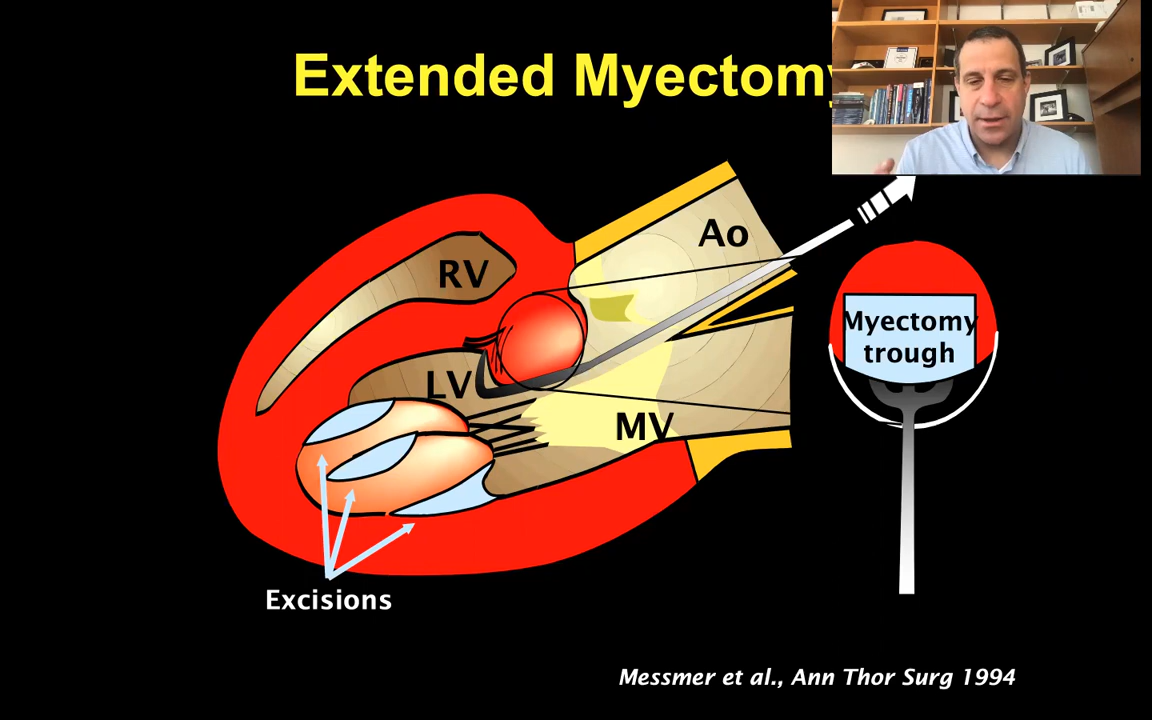 Extended Myectomy
Ao
RV
Myectomy
trough
LV
MV
Excisions
Messmer et al., Ann Thor Surg 1994